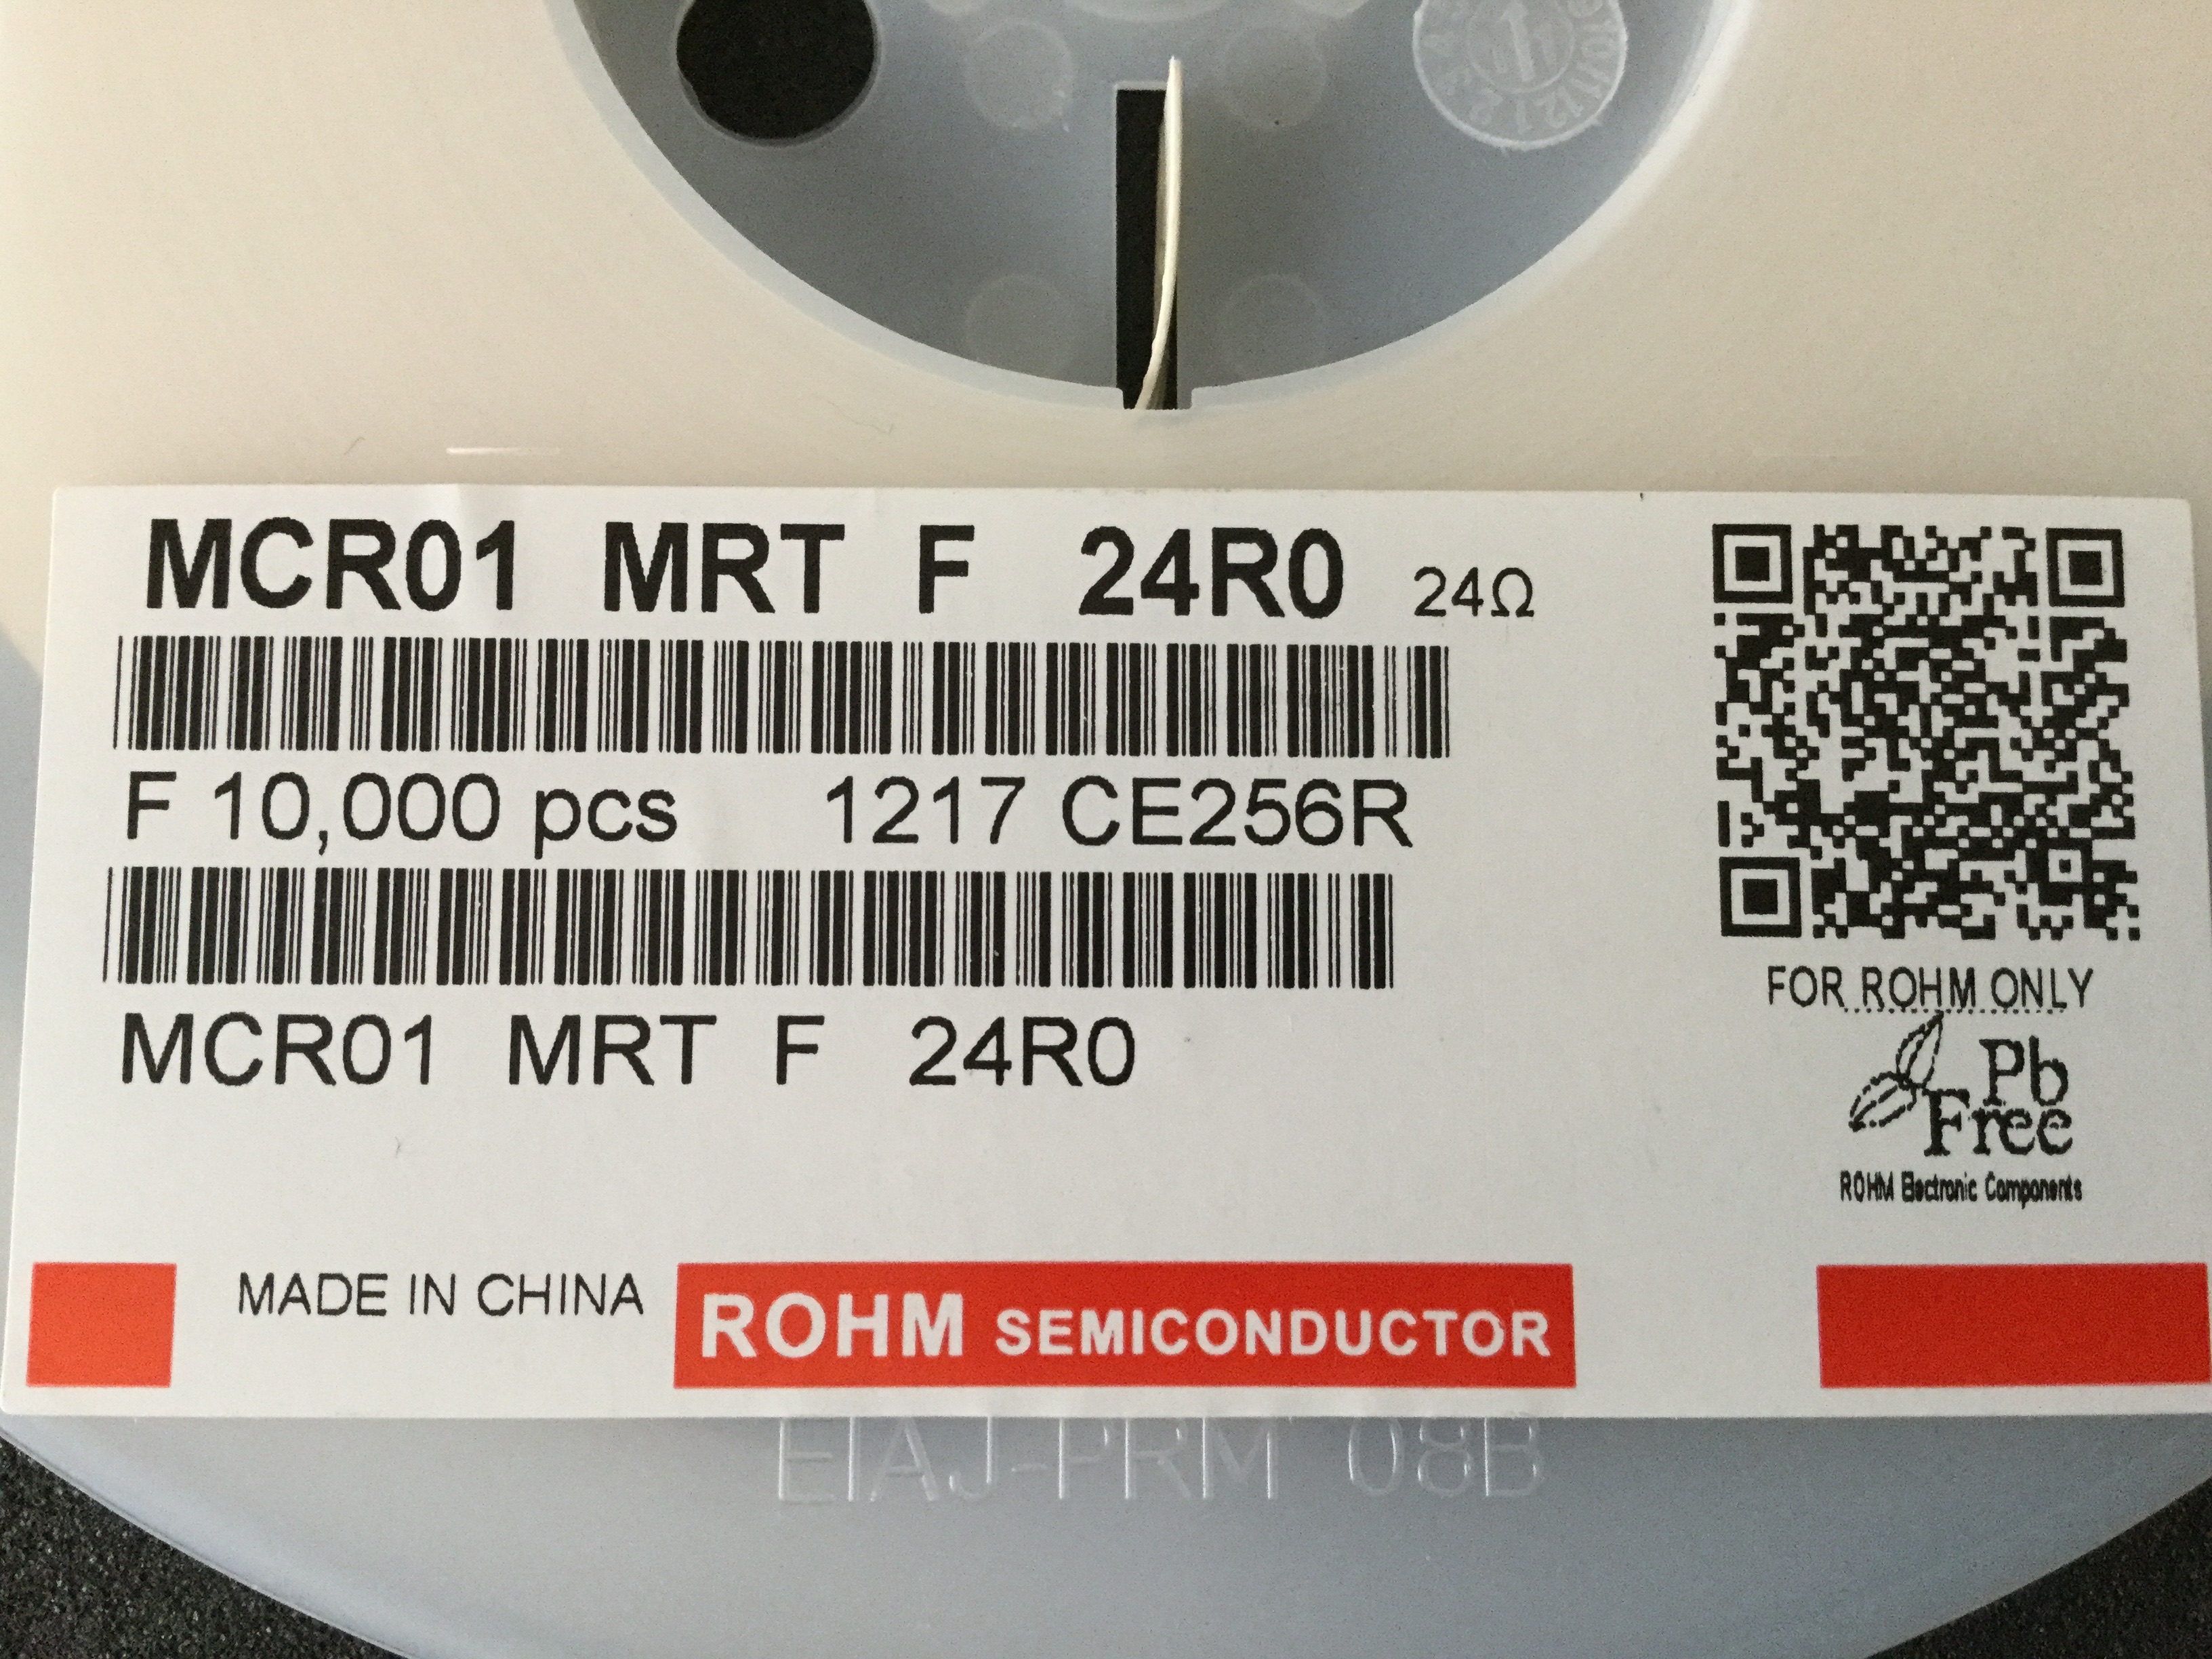 MCR01 MRT F 24R0 24Ω
F 10,000 pcs 1217 CE256R
MCR01 MRT F 24R0
FOR ROHM ONLY
Pb
Free
ROHM Electronic Components
MADE IN CHINA
ROHM SEMICONDUCTOR
EIAJ-PRM 08B